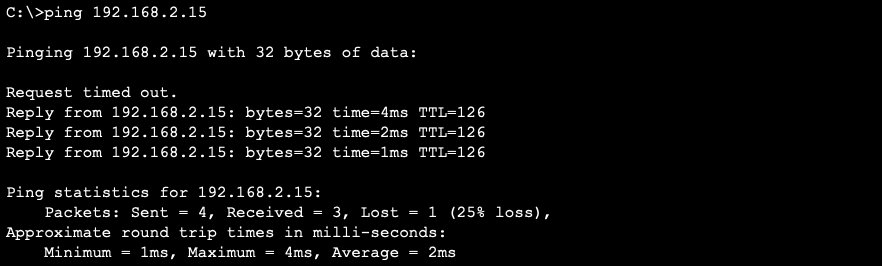 C:\>ping 192.168.2.15
Pinging 192.168.2.15 with 32 bytes of data:
Request timed out.
Reply from 192.168.2.15: bytes=32 time=4ms TTL=126
Reply from 192.168.2.15: bytes=32 time=2ms TTL=126
Reply from 192.168.2.15: bytes=32 time=1ms TTL=126
Ping statistics for 192.168.2.15:
    Packets: Sent = 4, Received = 3, Lost = 1 (25% loss),
Approximate round trip times in milli-seconds:
    Minimum = 1ms, Maximum = 4ms, Average = 2ms